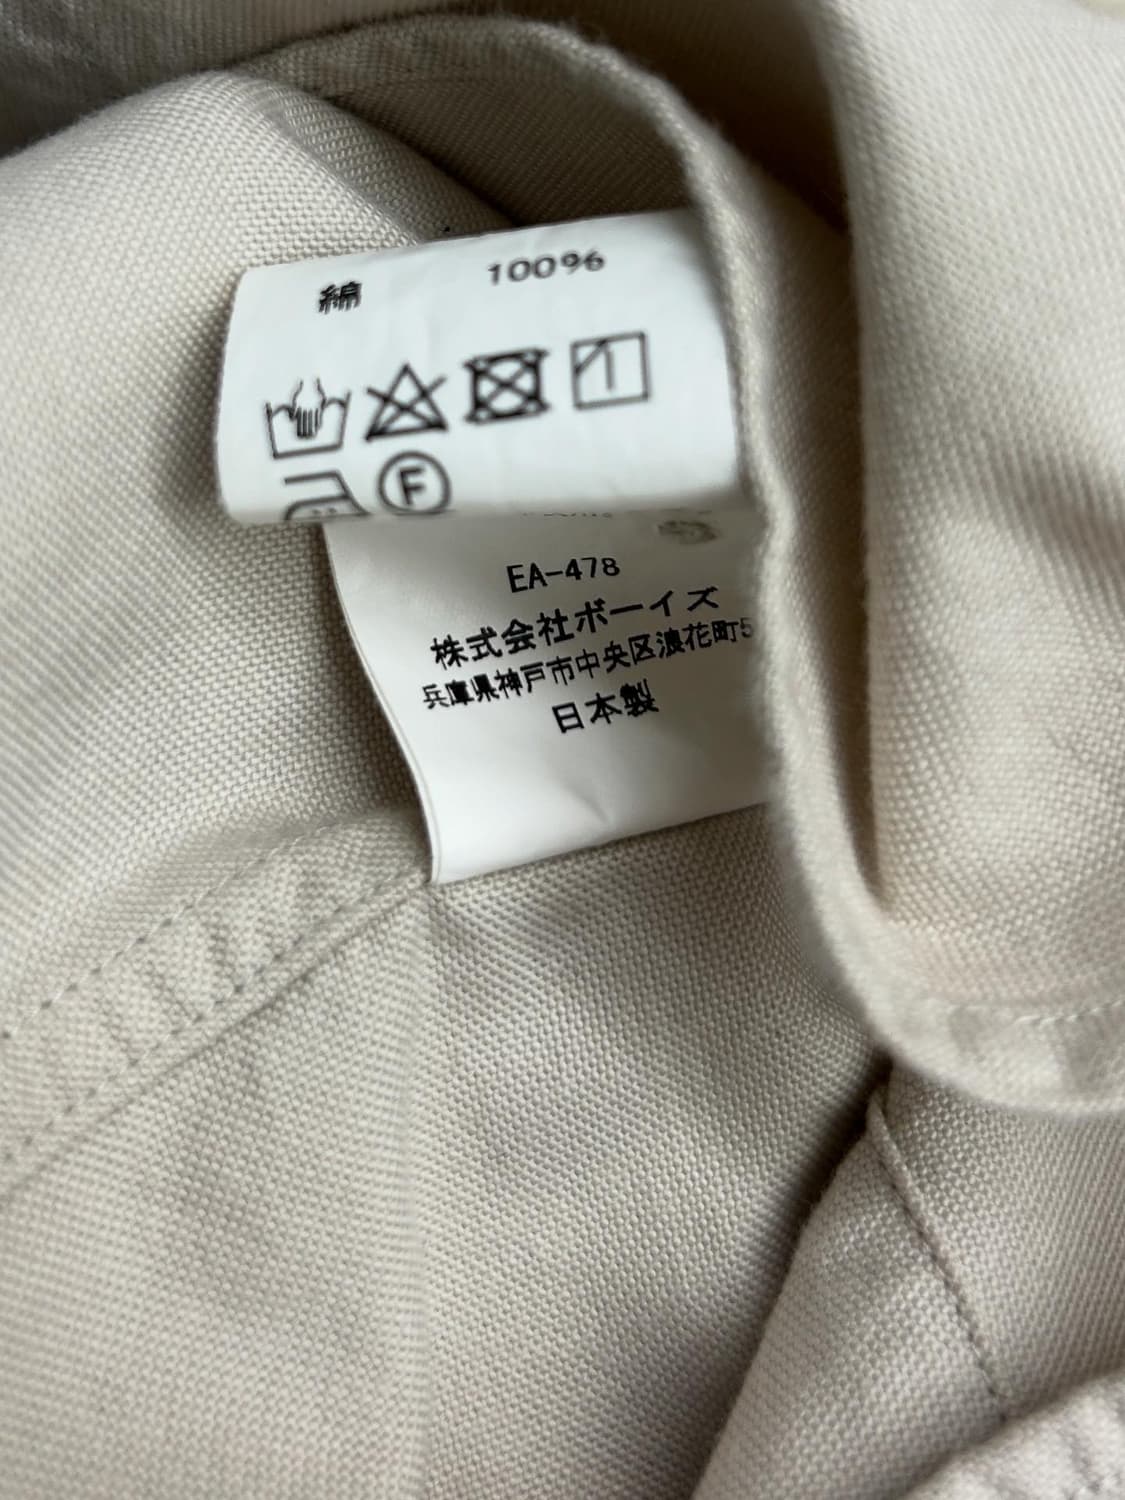 綿 100%
F
EA-478
株式会社ボーイズ
兵庫県神戸市中央区浪花町5
日本製